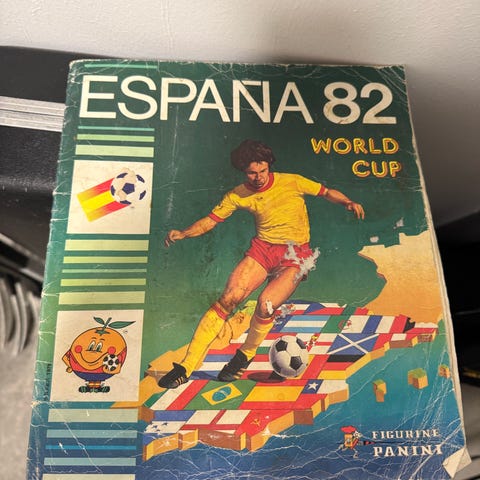 ESPAÑA 82
WORLD
CUP
FIGURINE
PANINI